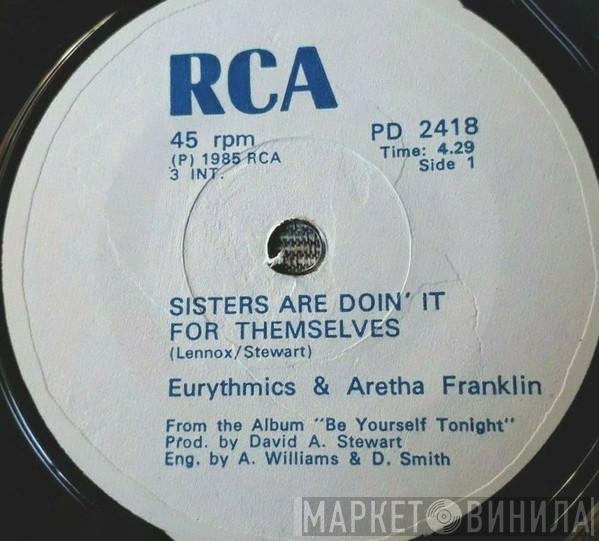 RCA
45 rpm
PD 2418
(P) 1985 RCA
Time: 4.29
3 INT.
Side 1
SISTERS ARE DOIN' IT
FOR THEMSELVES
(Lennox/Stewart)
Eurythmics & Aretha Franklin
From the Album "Be Yourself Tonight"
Prod. by David A. Stewart
Eng. by A. Williams & D. Smith
МАРКЕТ ВИНИЛА